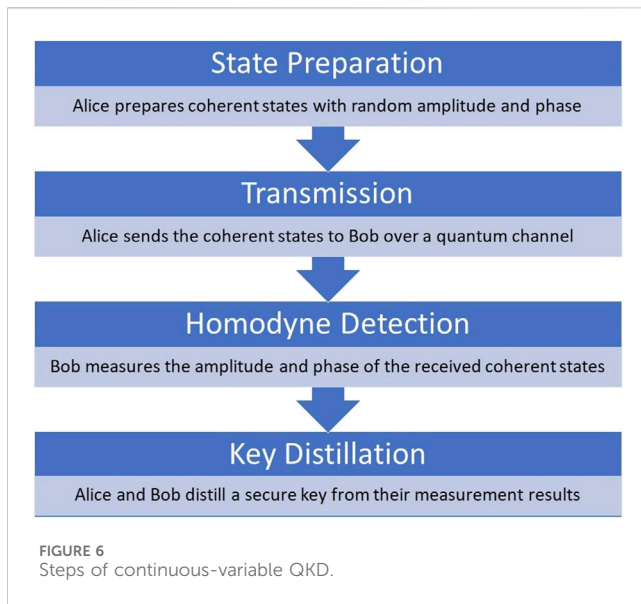 State Preparation
Alice prepares coherent states with random amplitude and phase
Transmission
Alice sends the coherent states to Bob over a quantum channel
Homodyne Detection
Bob measures the amplitude and phase of the received coherent states
Key Distillation
Alice and Bob distill a secure key from their measurement results
FIGURE 6
Steps of continuous-variable QKD.